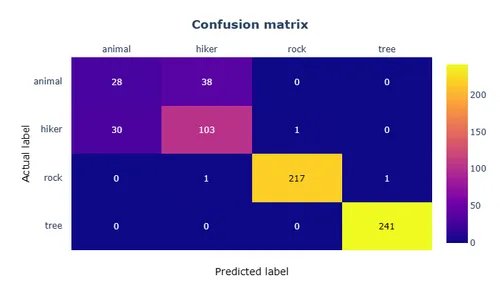 Confusion matrix
animal hiker rock tree
animal 28 38 0 0
hiker 30 103 1 0
rock 0 1 217 1
tree 0 0 0 241
Actual label
Predicted label
200
150
100
50
0